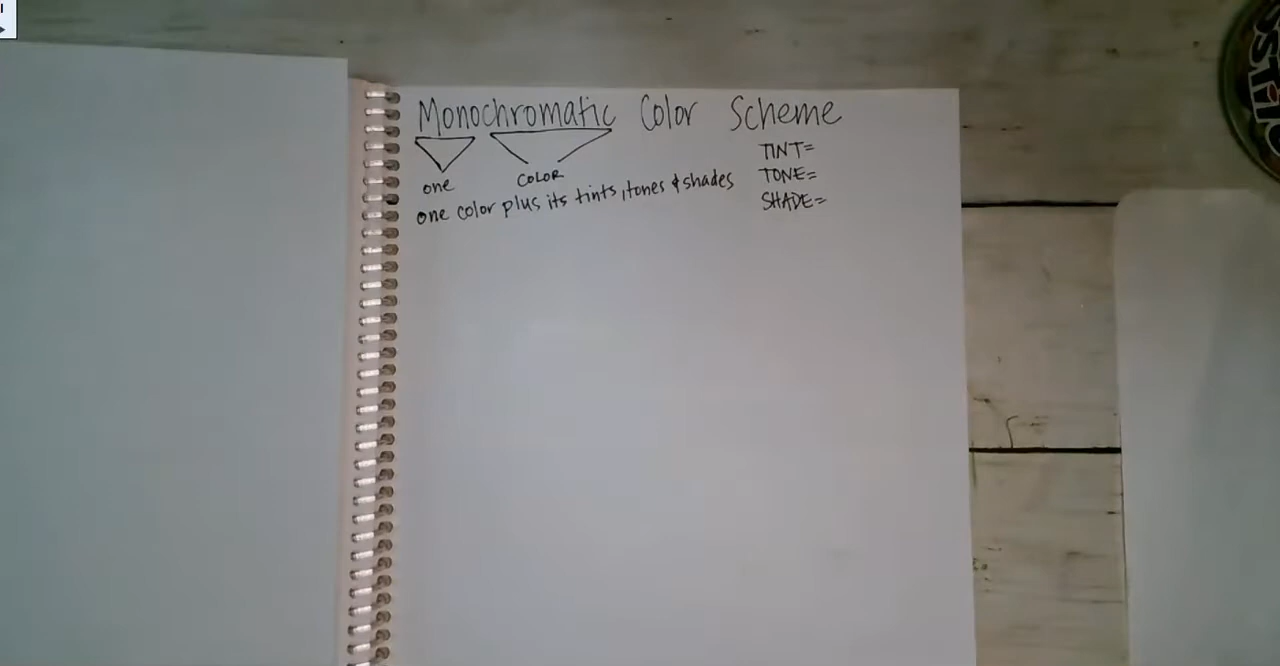 Monochromatic Color Scheme
TINT=
TONE=
one COLOR
SHADE=
one color plus its tints, tones & shades